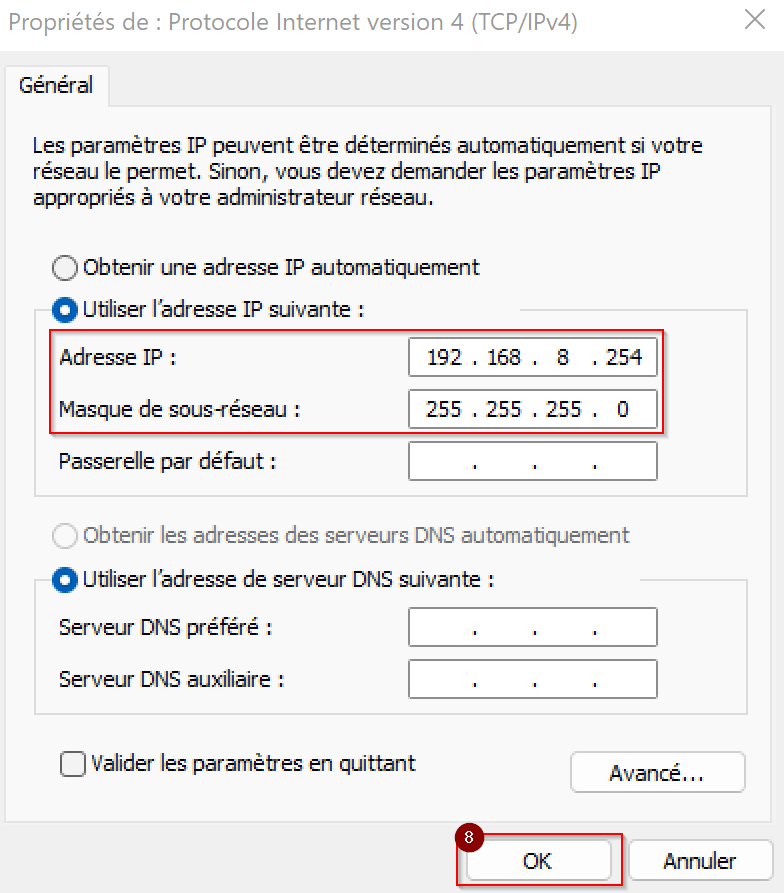 Propriétés de : Protocole Internet version 4 (TCP/IPv4)
Général
Les paramètres IP peuvent être déterminés automatiquement si votre
réseau le permet. Sinon, vous devez demander les paramètres IP
appropriés à votre administrateur réseau.
Obtenir une adresse IP automatiquement
Utiliser l’adresse IP suivante :
Adresse IP : 192 . 168 . 8 . 254
Masque de sous-réseau : 255 . 255 . 255 . 0
Passerelle par défaut : . . .
Obtenir les adresses des serveurs DNS automatiquement
Utiliser l’adresse de serveur DNS suivante :
Serveur DNS préféré : . . .
Serveur DNS auxiliaire : . . .
Valider les paramètres en quittant
Avancé...
8
OK Annuler